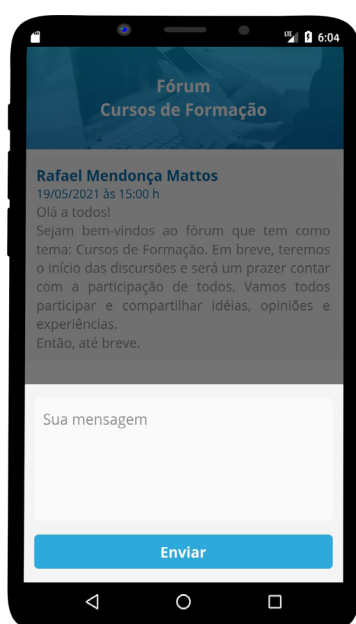 LTE 6:04
Fórum
Cursos de Formação
Rafael Mendonça Mattos
19/05/2021 às 15:00 h
Olá a todos!
Sejam bem-vindos ao fórum que tem como
tema: Cursos de Formação. Em breve, teremos
o início das discursões e será um prazer contar
com a participação de todos. Vamos todos
participar e compartilhar idéias, opiniões e
experiências.
Então, até breve.
Sua mensagem
Enviar